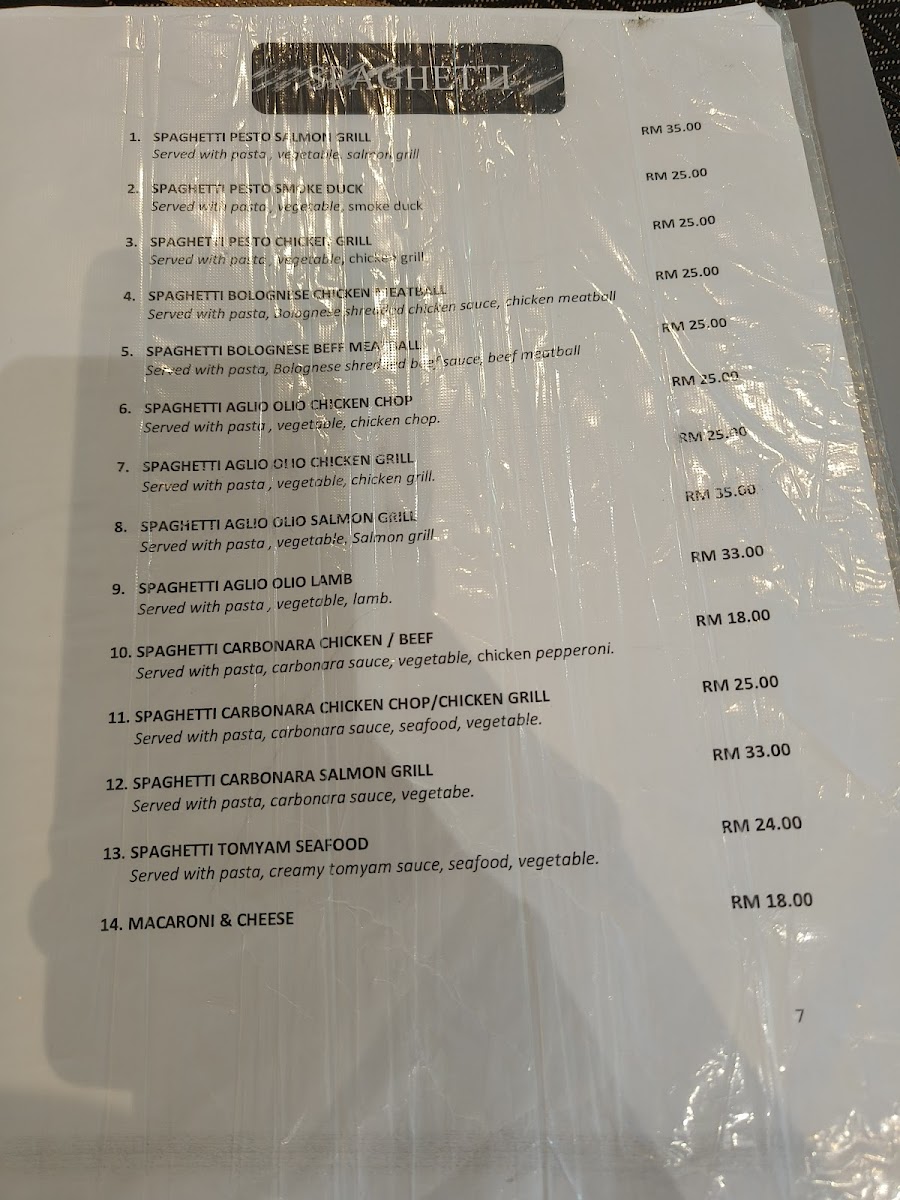 SPAGHETTI
1. SPAGHETTI PESTO SALMON GRILL RM 35.00
Served with pasta , vegetable, salmon grill
2. SPAGHETTI PESTO SMOKE DUCK RM 25.00
Served with pasta , vegetable, smoke duck
3. SPAGHETTI PESTO CHICKEN GRILL RM 25.00
Served with pasta , vegetable, chicken grill
4. SPAGHETTI BOLOGNESE CHICKEN MEATBALL RM 25.00
Served with pasta, Bolognese shredded chicken sauce, chicken meatball
5. SPAGHETTI BOLOGNESE BEFF MEATBALL RM 25.00
Served with pasta, Bolognese shredded beef sauce, beef meatball
6. SPAGHETTI AGLIO OLIO CHICKEN CHOP RM 25.00
Served with pasta , vegetable, chicken chop.
7. SPAGHETTI AGLIO OLIO CHICKEN GRILL RM 25.00
Served with pasta , vegetable, chicken grill.
8. SPAGHETTI AGLIO OLIO SALMON GRILL RM 35.00
Served with pasta , vegetable, Salmon grill
9. SPAGHETTI AGLIO OLIO LAMB RM 33.00
Served with pasta , vegetable, lamb.
10. SPAGHETTI CARBONARA CHICKEN / BEEF RM 18.00
Served with pasta, carbonara sauce, vegetable, chicken pepperoni.
11. SPAGHETTI CARBONARA CHICKEN CHOP/CHICKEN GRILL RM 25.00
Served with pasta, carbonara sauce, seafood, vegetable.
12. SPAGHETTI CARBONARA SALMON GRILL RM 33.00
Served with pasta, carbonara sauce, vegetabe.
13. SPAGHETTI TOMYAM SEAFOOD RM 24.00
Served with pasta, creamy tomyam sauce, seafood, vegetable.
14. MACARONI & CHEESE RM 18.00
7